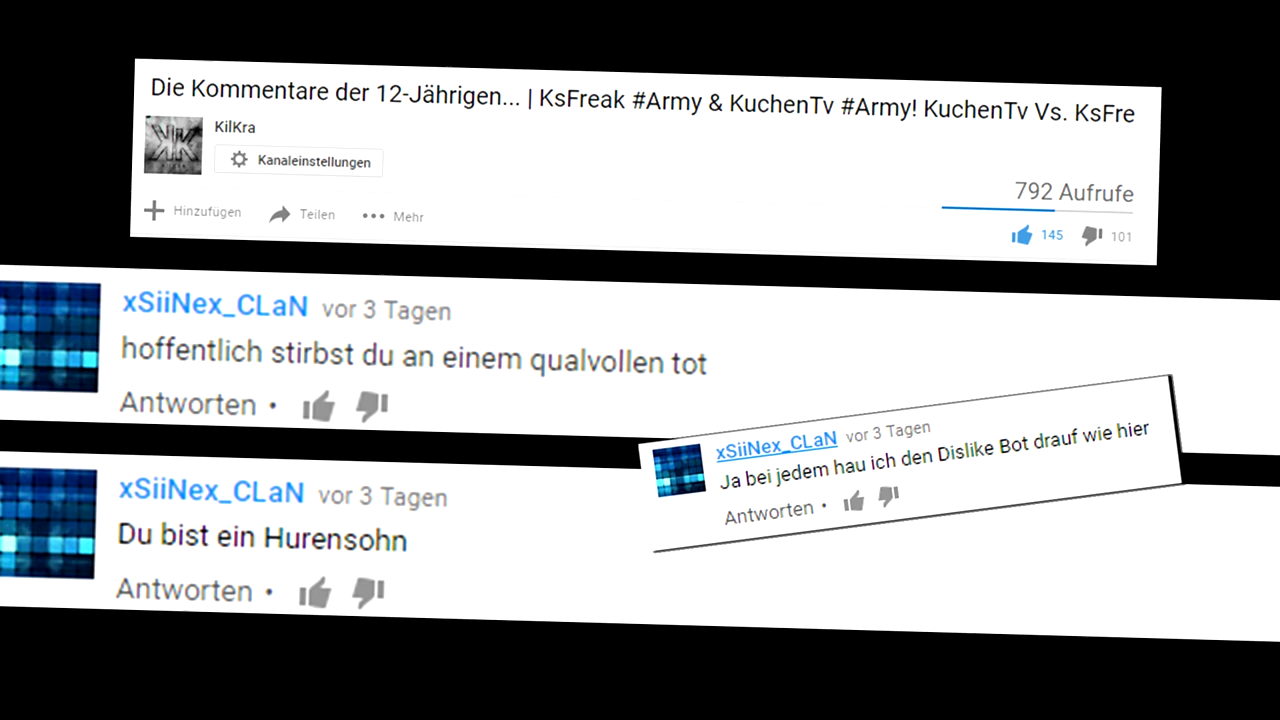 Die Kommentare der 12-Jährigen... | KsFreak #Army & KuchenTv #Army! KuchenTv Vs. KsFre
KK
KilKra
Kanaleinstellungen
792 Aufrufe
Hinzufügen Teilen Mehr
145 101
xSiiNex_CLaN vor 3 Tagen
hoffentlich stirbst du an einem qualvollen tot
Antworten •
xSiiNex_CLaN vor 3 Tagen
Ja bei jedem hau ich den Dislike Bot drauf wie hier
Antworten •
xSiiNex_CLaN vor 3 Tagen
Du bist ein Hurensohn
Antworten •